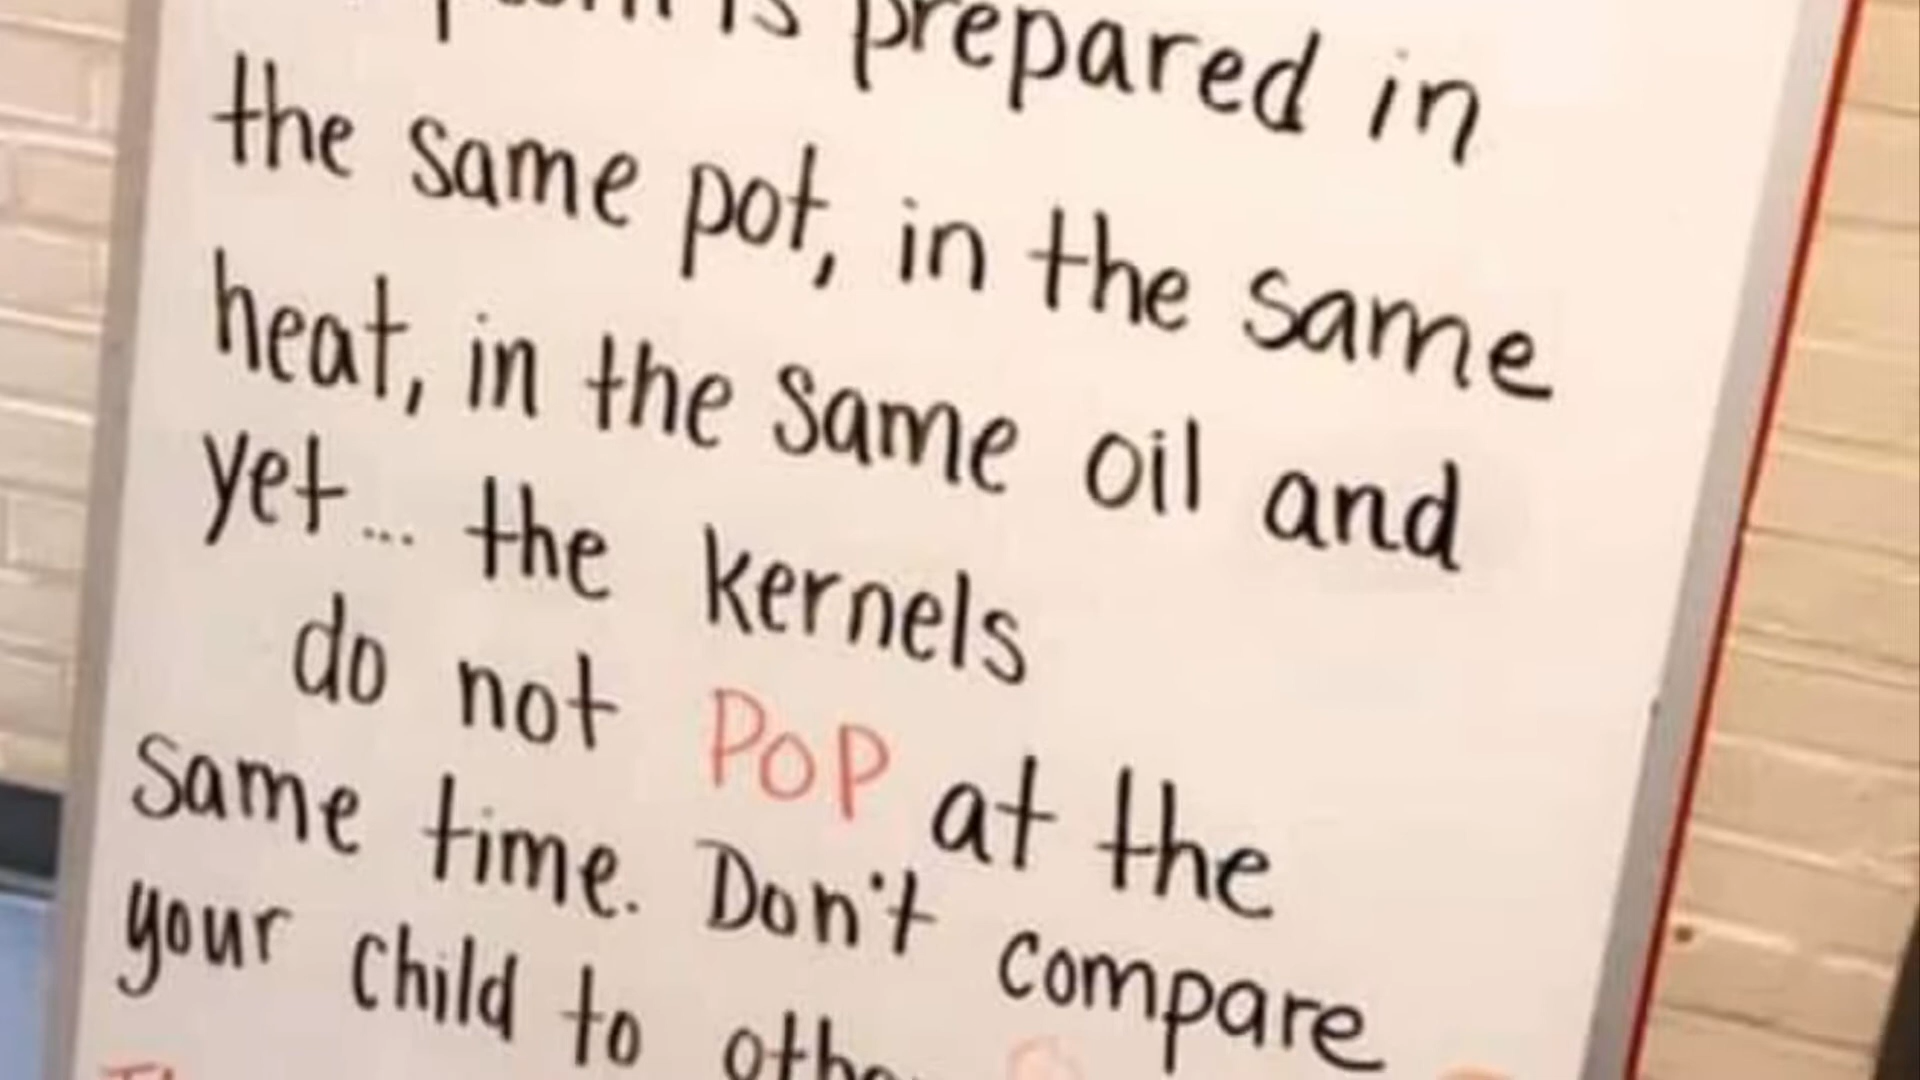 is prepared in
the same pot, in the same
heat, in the same oil and
yet... the kernels
do not POP at the
same time. Don't compare
your child to